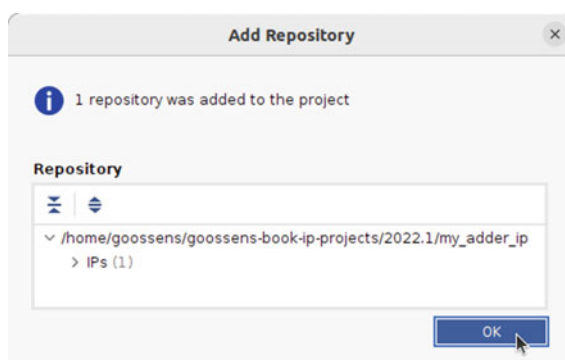 Add Repository
1 repository was added to the project
Repository
/home/goossens/goossens-book-ip-projects/2022.1/my_adder_ip
IPs (1)
OK